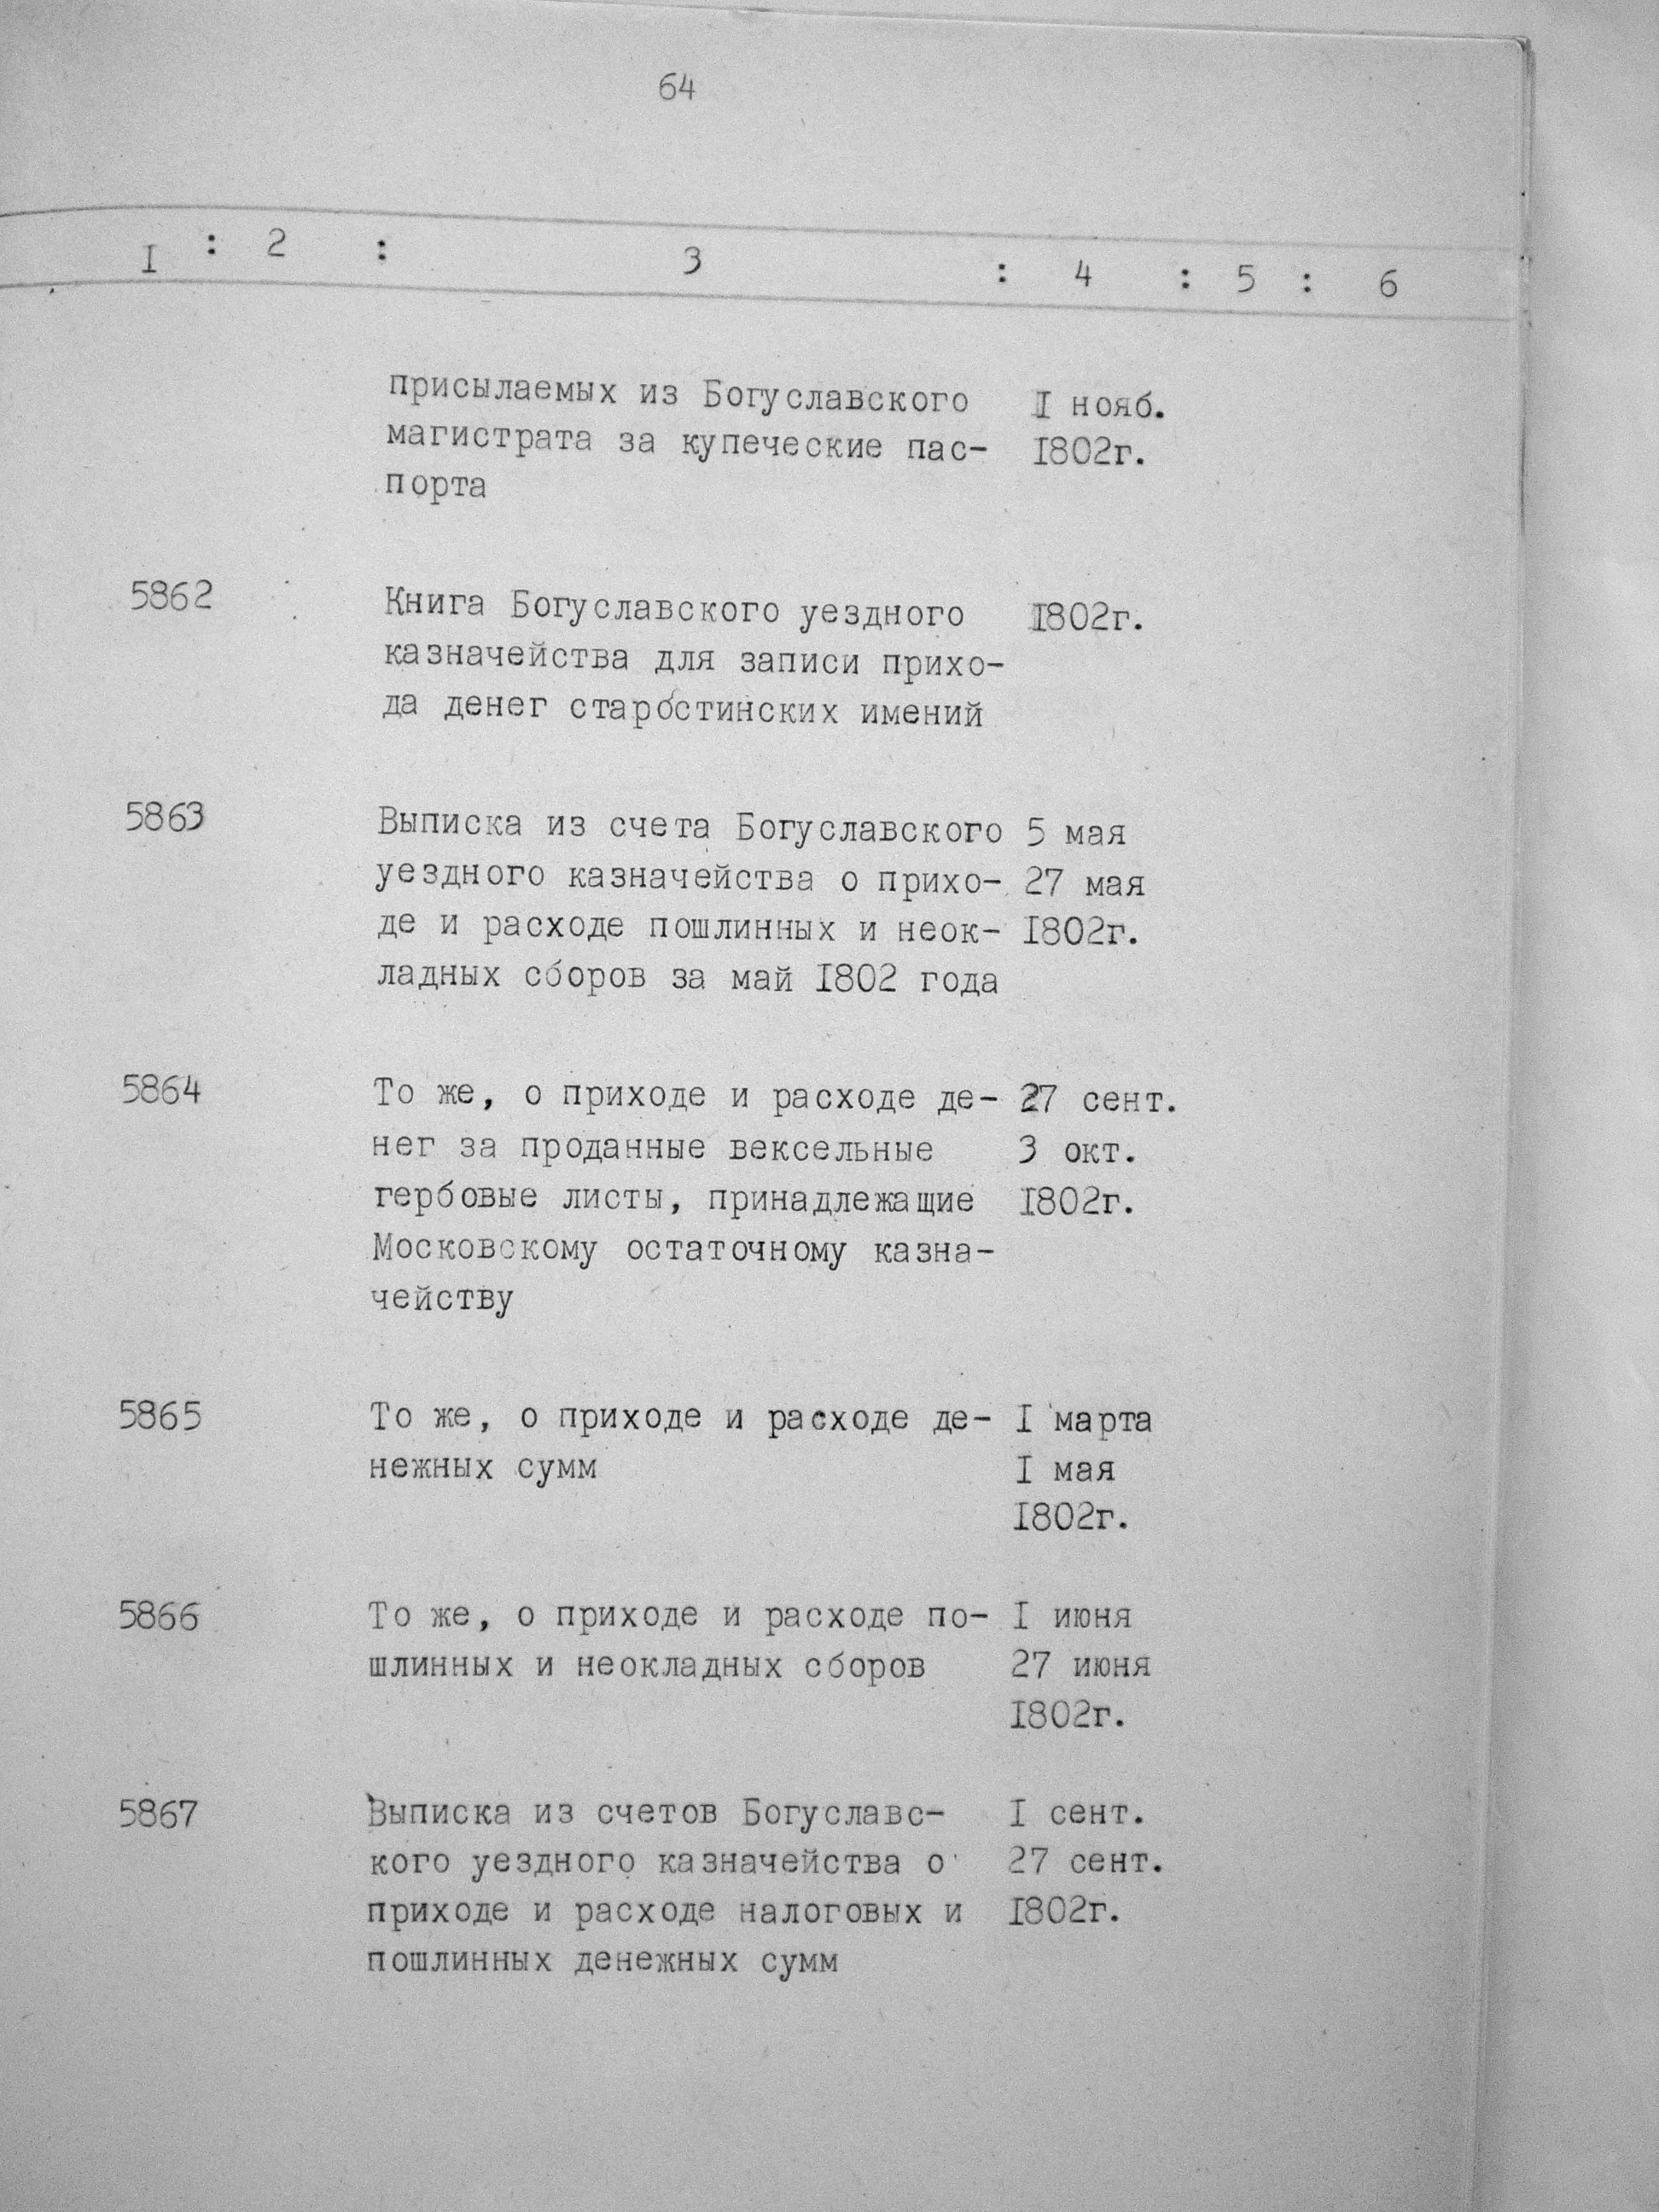 64
I : 2 : 3 : 4 : 5 : 6
присылаемых из Богуславского I нояб.
магистрата за купеческие пас- I802г.
порта
5862 Книга Богуславского уездного I802г.
казначейства для записи прихо-
да денег старостинских имений
5863 Выписка из счета Богуславского 5 мая
уездного казначейства о прихо- 27 мая
де и расходе пошлинных и неок- I802г.
ладных сборов за май I802 года
5864 То же, о приходе и расходе де- 27 сент.
нег за проданные вексельные 3 окт.
гербовые листы, принадлежащие I802г.
Московскому остаточному казна-
чейству
5865 То же, о приходе и расходе де- I марта
нежных сумм I мая
I802г.
5866 То же, о приходе и расходе по- I июня
шлинных и неокладных сборов 27 июня
I802г.
5867 Выписка из счетов Богуславс- I сент.
кого уездного казначейства о 27 сент.
приходе и расходе налоговых и I802г.
пошлинных денежных сумм